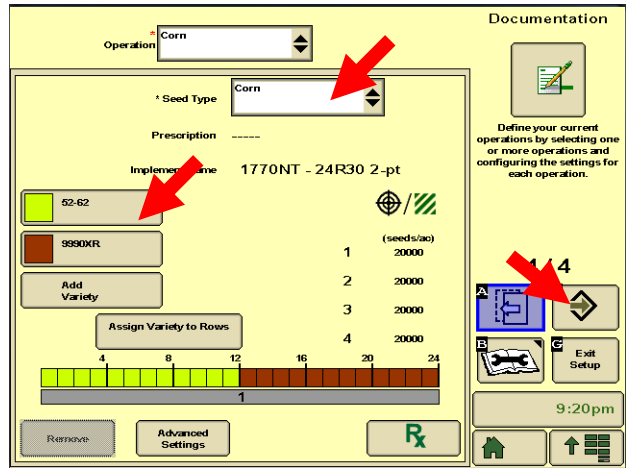 Documentation
* Operation
Corn
* Seed Type
Corn
Prescription
-----
Implement Name
1770NT - 24R30 2-pt
Define your current
operations by selecting one
or more operations and
configuring the settings for
each operation.
52-62
9990XR
Add
Variety
Assign Variety to Rows
(seeds/ac)
1 20000
2 20000
3 20000
4 20000
4 8 12 16 20 24
1
Remove
Advanced
Settings
Rx
/ 4
A
B
G
Exit
Setup
9:20pm